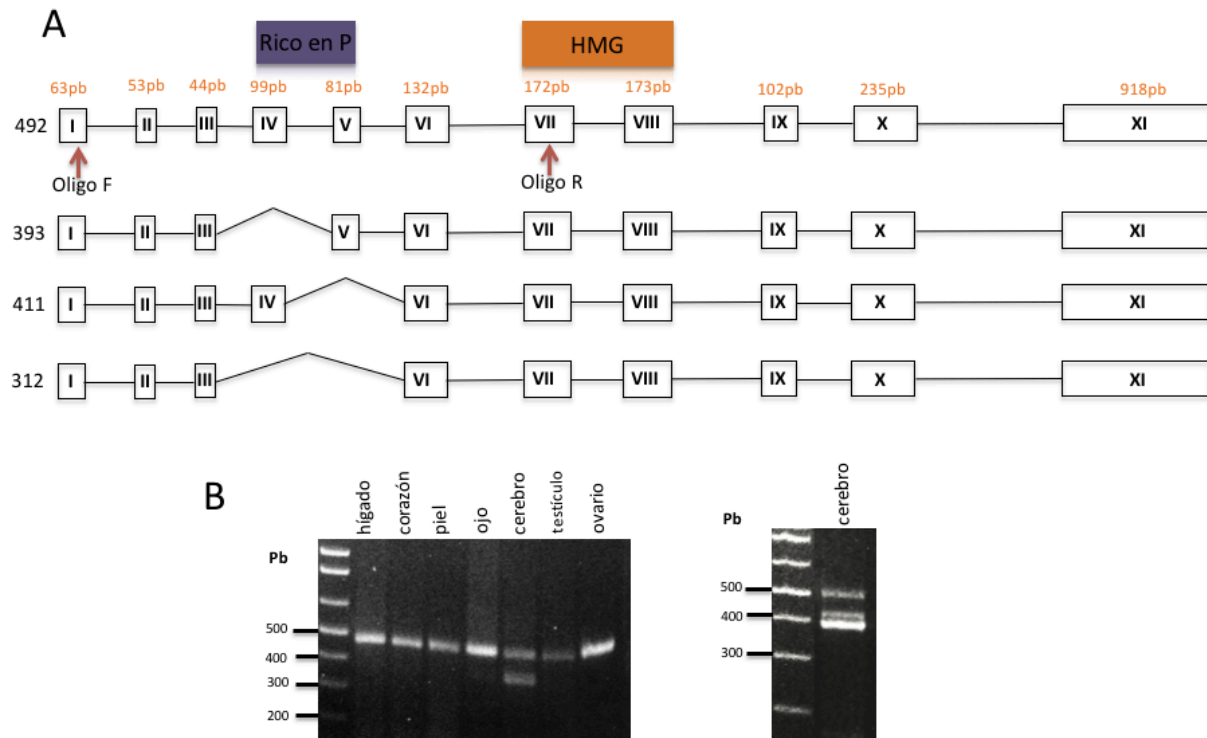 A
Rico en P
HMG
63pb 53pb 44pb 99pb 81pb 132pb 172pb 173pb 102pb 235pb 918pb
492 I II III IV V VI VII VIII IX X XI
Oligo F Oligo R
393 I II III V VI VII VIII IX X XI
411 I II III IV VI VII VIII IX X XI
312 I II III VI VII VIII IX X XI
B
hígado
corazón
piel
ojo
cerebro
testículo
ovario
Pb
500
400
300
200
cerebro
Pb
500
400
300